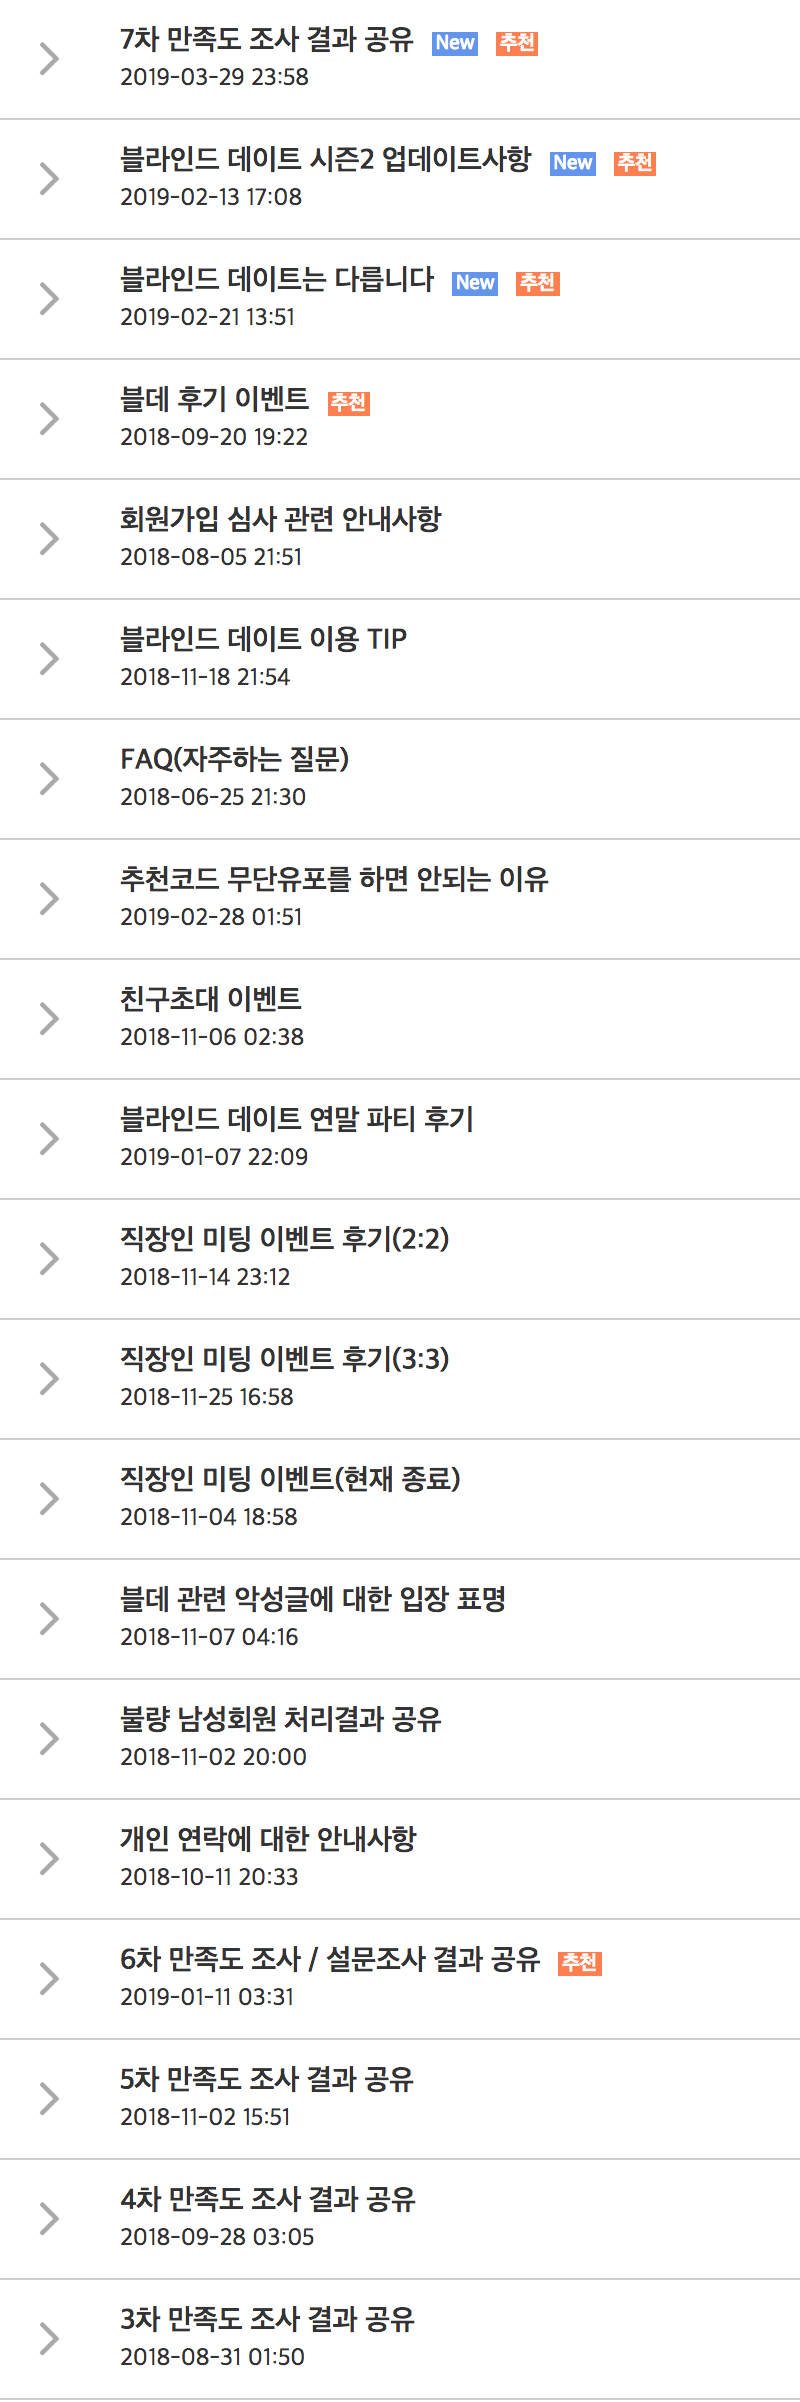 7차 만족도 조사 결과 공유 New 추천
2019-03-29 23:58
블라인드 데이트 시즌2 업데이트사항 New 추천
2019-02-13 17:08
블라인드 데이트는 다릅니다 New 추천
2019-02-21 13:51
블데 후기 이벤트 추천
2018-09-20 19:22
회원가입 심사 관련 안내사항
2018-08-05 21:51
블라인드 데이트 이용 TIP
2018-11-18 21:54
FAQ(자주하는 질문)
2018-06-25 21:30
추천코드 무단유포를 하면 안되는 이유
2019-02-28 01:51
친구초대 이벤트
2018-11-06 02:38
블라인드 데이트 연말 파티 후기
2019-01-07 22:09
직장인 미팅 이벤트 후기(2:2)
2018-11-14 23:12
직장인 미팅 이벤트 후기(3:3)
2018-11-25 16:58
직장인 미팅 이벤트(현재 종료)
2018-11-04 18:58
블데 관련 악성글에 대한 입장 표명
2018-11-07 04:16
불량 남성회원 처리결과 공유
2018-11-02 20:00
개인 연락에 대한 안내사항
2018-10-11 20:33
6차 만족도 조사 / 설문조사 결과 공유 추천
2019-01-11 03:31
5차 만족도 조사 결과 공유
2018-11-02 15:51
4차 만족도 조사 결과 공유
2018-09-28 03:05
3차 만족도 조사 결과 공유
2018-08-31 01:50